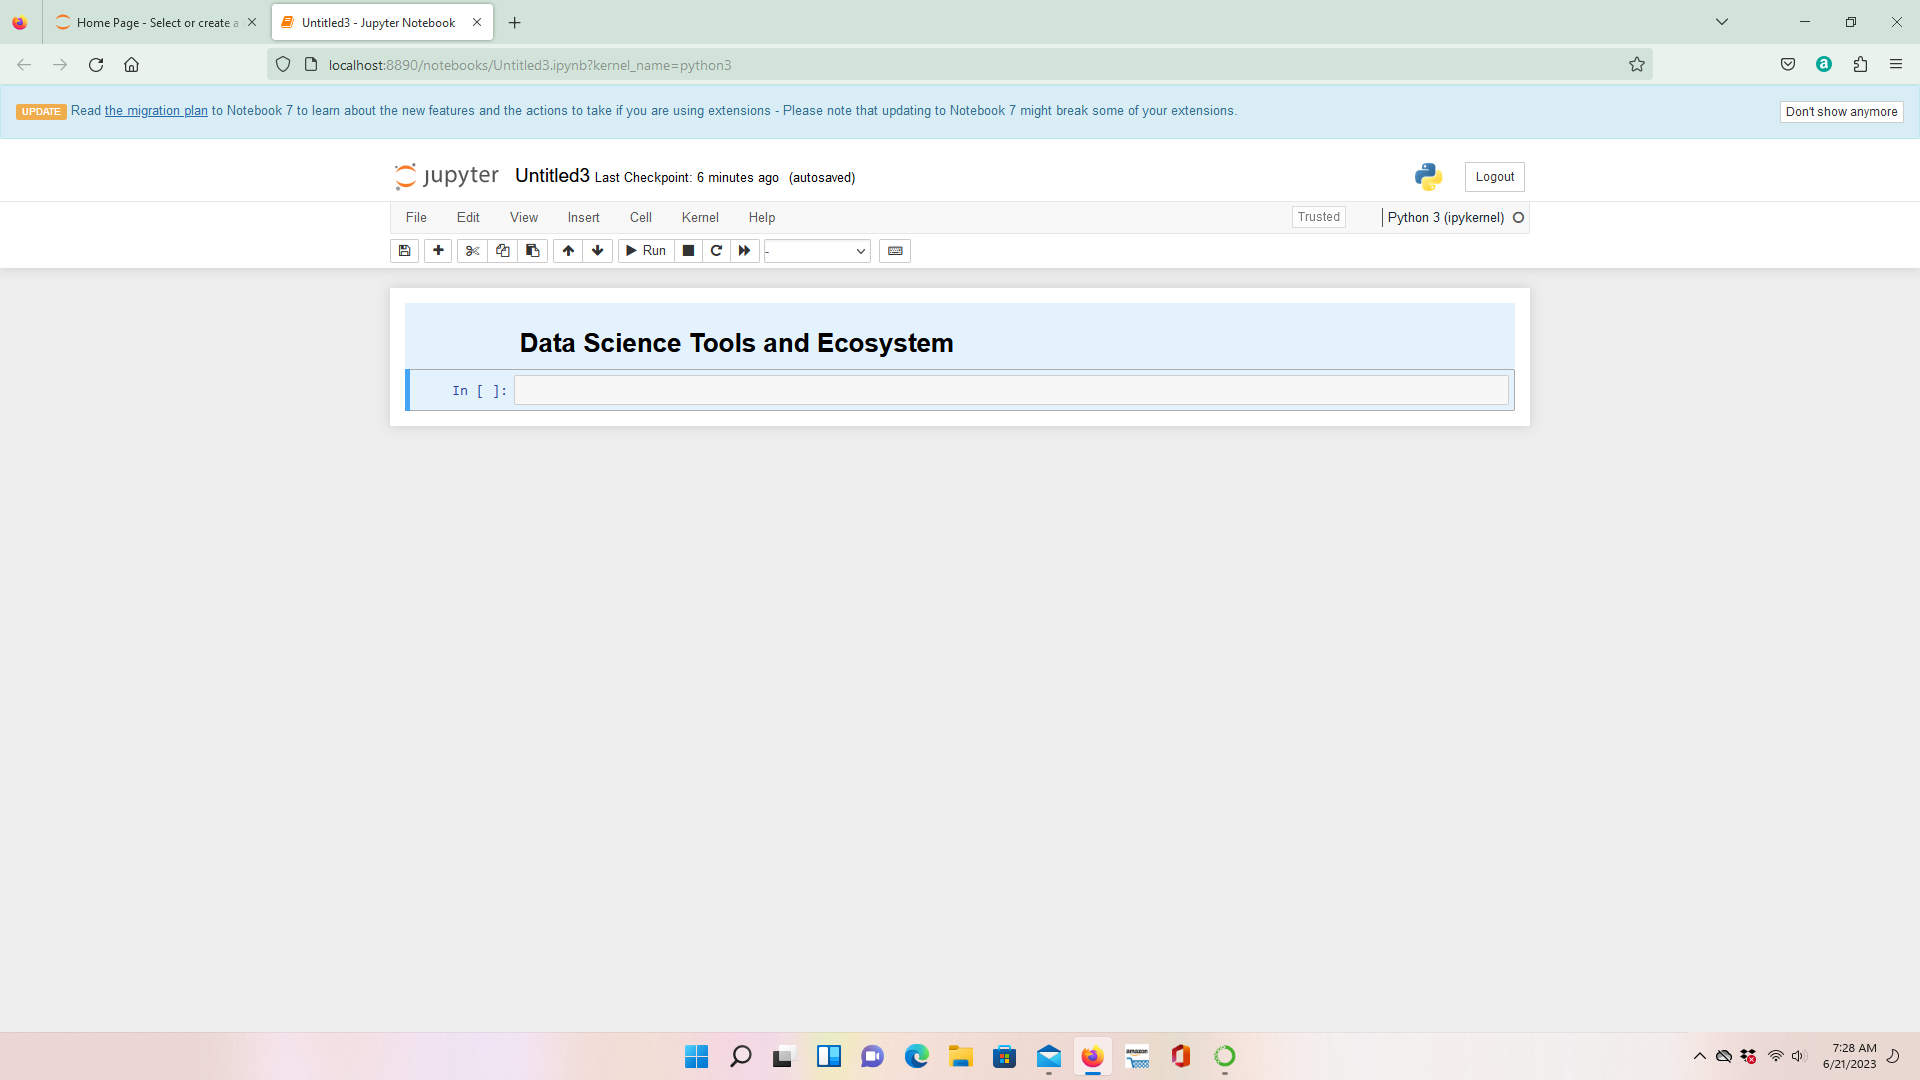 Home Page - Select or create a
Untitled3 - Jupyter Notebook
localhost:8890/notebooks/Untitled3.ipynb?kernel_name=python3
a
UPDATE Read the migration plan to Notebook 7 to learn about the new features and the actions to take if you are using extensions - Please note that updating to Notebook 7 might break some of your extensions.
Don't show anymore
jupyter Untitled3 Last Checkpoint: 6 minutes ago (autosaved)
Logout
File Edit View Insert Cell Kernel Help
Trusted
Python 3 (ipykernel)
Run
-
Data Science Tools and Ecosystem
In [ ]:
amazon
7:28 AM
6/21/2023